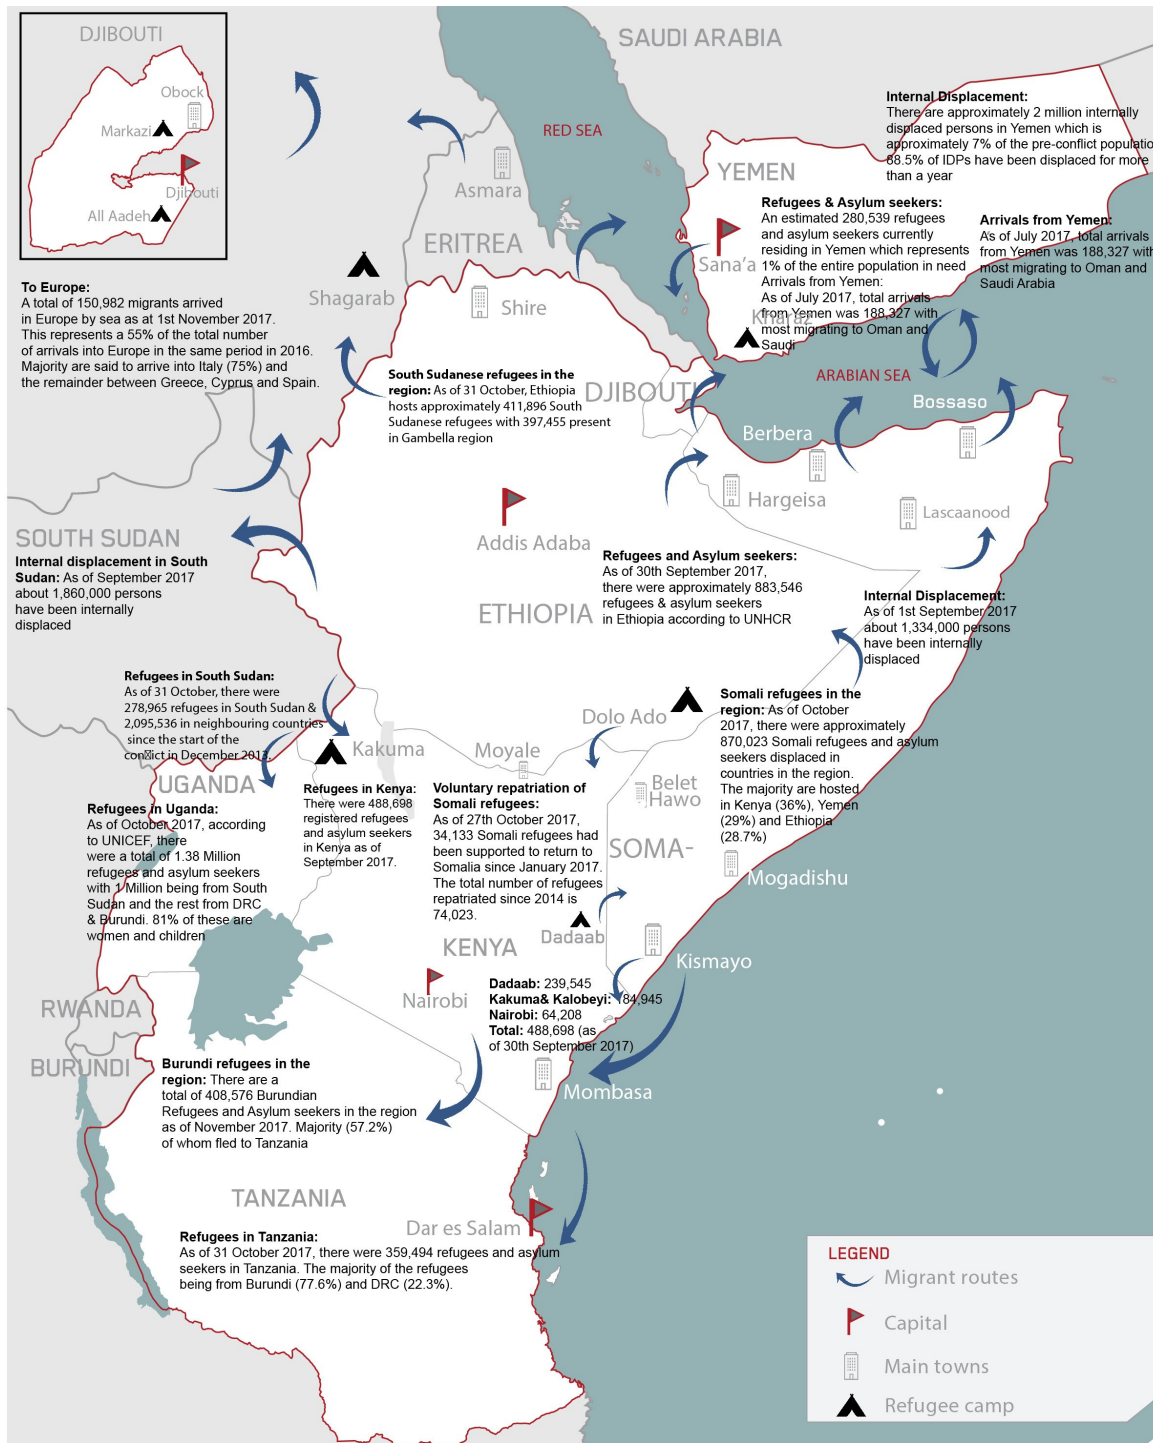 DJIBOUTI
Obock
Markazi
Djibouti
All Aadeh
SAUDI ARABIA
RED SEA
Internal Displacement:
There are approximately 2 million internally
displaced persons in Yemen which is
approximately 7% of the pre-conflict populatio
88.5% of IDPs have been displaced for more
than a year
YEMEN
Asmara
ERITREA
Refugees & Asylum seekers:
An estimated 280,539 refugees
and asylum seekers currently
residing in Yemen which represents
1% of the entire population in need
Arrivals from Yemen:
As of July 2017, total arrivals
from Yemen was 188,327 with
most migrating to Oman and
Saudi
Arrivals from Yemen:
As of July 2017, total arrivals
from Yemen was 188,327 with
most migrating to Oman and
Saudi Arabia
Sana'a
Kharaz
Shagarab
Shire
To Europe:
A total of 150,982 migrants arrived
in Europe by sea as at 1st November 2017.
This represents a 55% of the total number
of arrivals into Europe in the same period in 2016.
Majority are said to arrive into Italy (75%) and
the remainder between Greece, Cyprus and Spain.
South Sudanese refugees in the
region: As of 31 October, Ethiopia
hosts approximately 411,896 South
Sudanese refugees with 397,455 present
in Gambella region
DJIBOUTI
ARABIAN SEA
Bossaso
Berbera
Hargeisa
Lascaanood
Addis Adaba
SOUTH SUDAN
Internal displacement in South
Sudan: As of September 2017
about 1,860,000 persons
have been internally
displaced
Refugees and Asylum seekers:
As of 30th September 2017,
there were approximately 883,546
refugees & asylum seekers
in Ethiopia according to UNHCR
ETHIOPIA
Internal Displacement:
As of 1st September 2017
about 1,334,000 persons
have been internally
displaced
Refugees in South Sudan:
As of 31 October, there were
278,965 refugees in South Sudan &
2,095,536 in neighbouring countries
since the start of the
in December 2013.
Dolo Ado
Somali refugees in the
region: As of October
2017, there were approximately
870,023 Somali refugees and asylum
seekers displaced in
countries in the region.
The majority are hosted
in Kenya (36%), Yemen
(29%) and Ethiopia
(28.7%)
Kakuma
Moyale
Belet
Hawo
UGANDA
Refugees in Uganda:
As of October 2017, according
to UNICEF, there
were a total of 1.38 Million
refugees and asylum seekers
with 1 Million being from South
Sudan and the rest from DRC
& Burundi. 81% of these are
women and children
Refugees in Kenya:
There were 488,698
registered refugees
and asylum seekers
in Kenya as of
September 2017.
Voluntary repatriation of
Somali refugees:
As of 27th October 2017,
34,133 Somali refugees had
been supported to return to
Somalia since January 2017.
The total number of refugees
repatriated since 2014 is
74,023.
SOMA-
Mogadishu
Dadaab
KENYA
Kismayo
Nairobi
Dadaab: 239,545
Kakuma& Kalobeyi: 184,945
Nairobi: 64,208
Total: 488,698 (as
of 30th September 2017)
RWANDA
BURUNDI
Burundi refugees in the
region: There are a
total of 408,576 Burundian
Refugees and Asylum seekers in the region
as of November 2017. Majority (57.2%)
of whom fled to Tanzania
Mombasa
TANZANIA
Dar es Salam
Refugees in Tanzania:
As of 31 October 2017, there were 359,494 refugees and asylum
seekers in Tanzania. The majority of the refugees
being from Burundi (77.6%) and DRC (22.3%).
LEGEND
Migrant routes
Capital
Main towns
Refugee camp